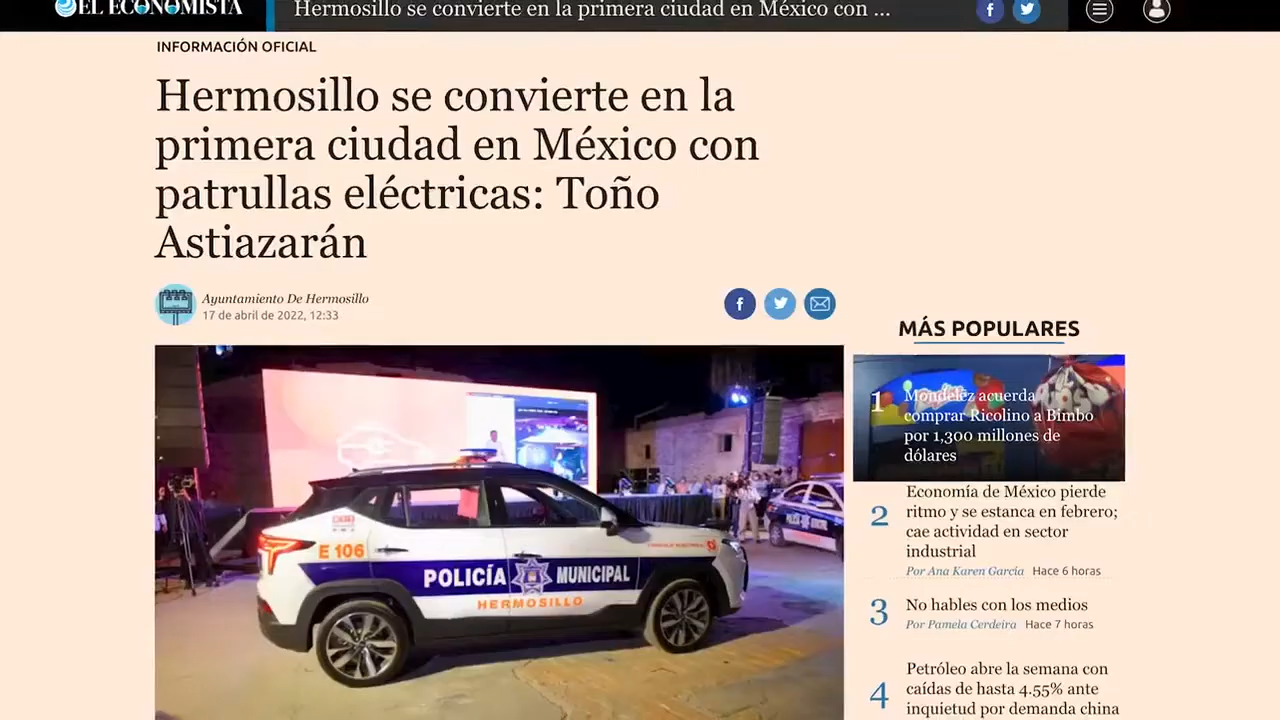 EL ECONOMISTA
Hermosillo se convierte en la primera ciudad en México con ...
INFORMACIÓN OFICIAL
Hermosillo se convierte en la
primera ciudad en México con
patrullas eléctricas: Toño
Astiazarán
Ayuntamiento De Hermosillo
17 de abril de 2022, 12:33
E 106
POLICÍA MUNICIPAL
HERMOSILLO
MÁS POPULARES
1
Mondelez acuerda
comprar Ricolino a Bimbo
por 1,300 millones de
dólares
2
Economía de México pierde
ritmo y se estanca en febrero;
cae actividad en sector
industrial
Por Ana Karen García Hace 6 horas
3
No hables con los medios
Por Pamela Cerdeira Hace 7 horas
4
Petróleo abre la semana con
caídas de hasta 4.55% ante
inquietud por demanda china